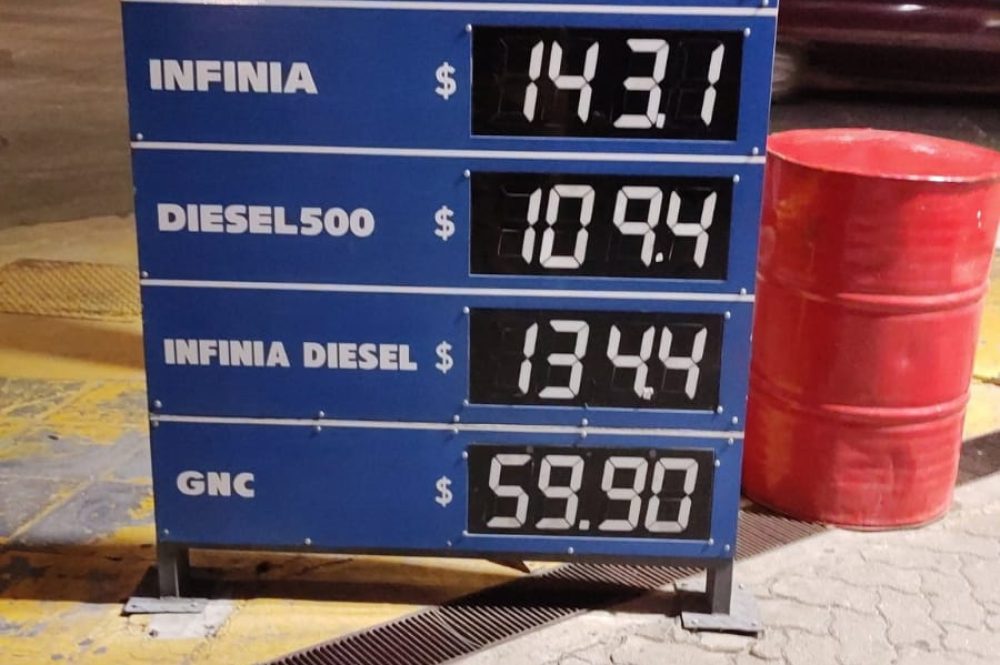 INFINIA $ 143.1
DIESEL500 $ 109.4
INFINIA DIESEL $ 134.4
GNC $ 59.90